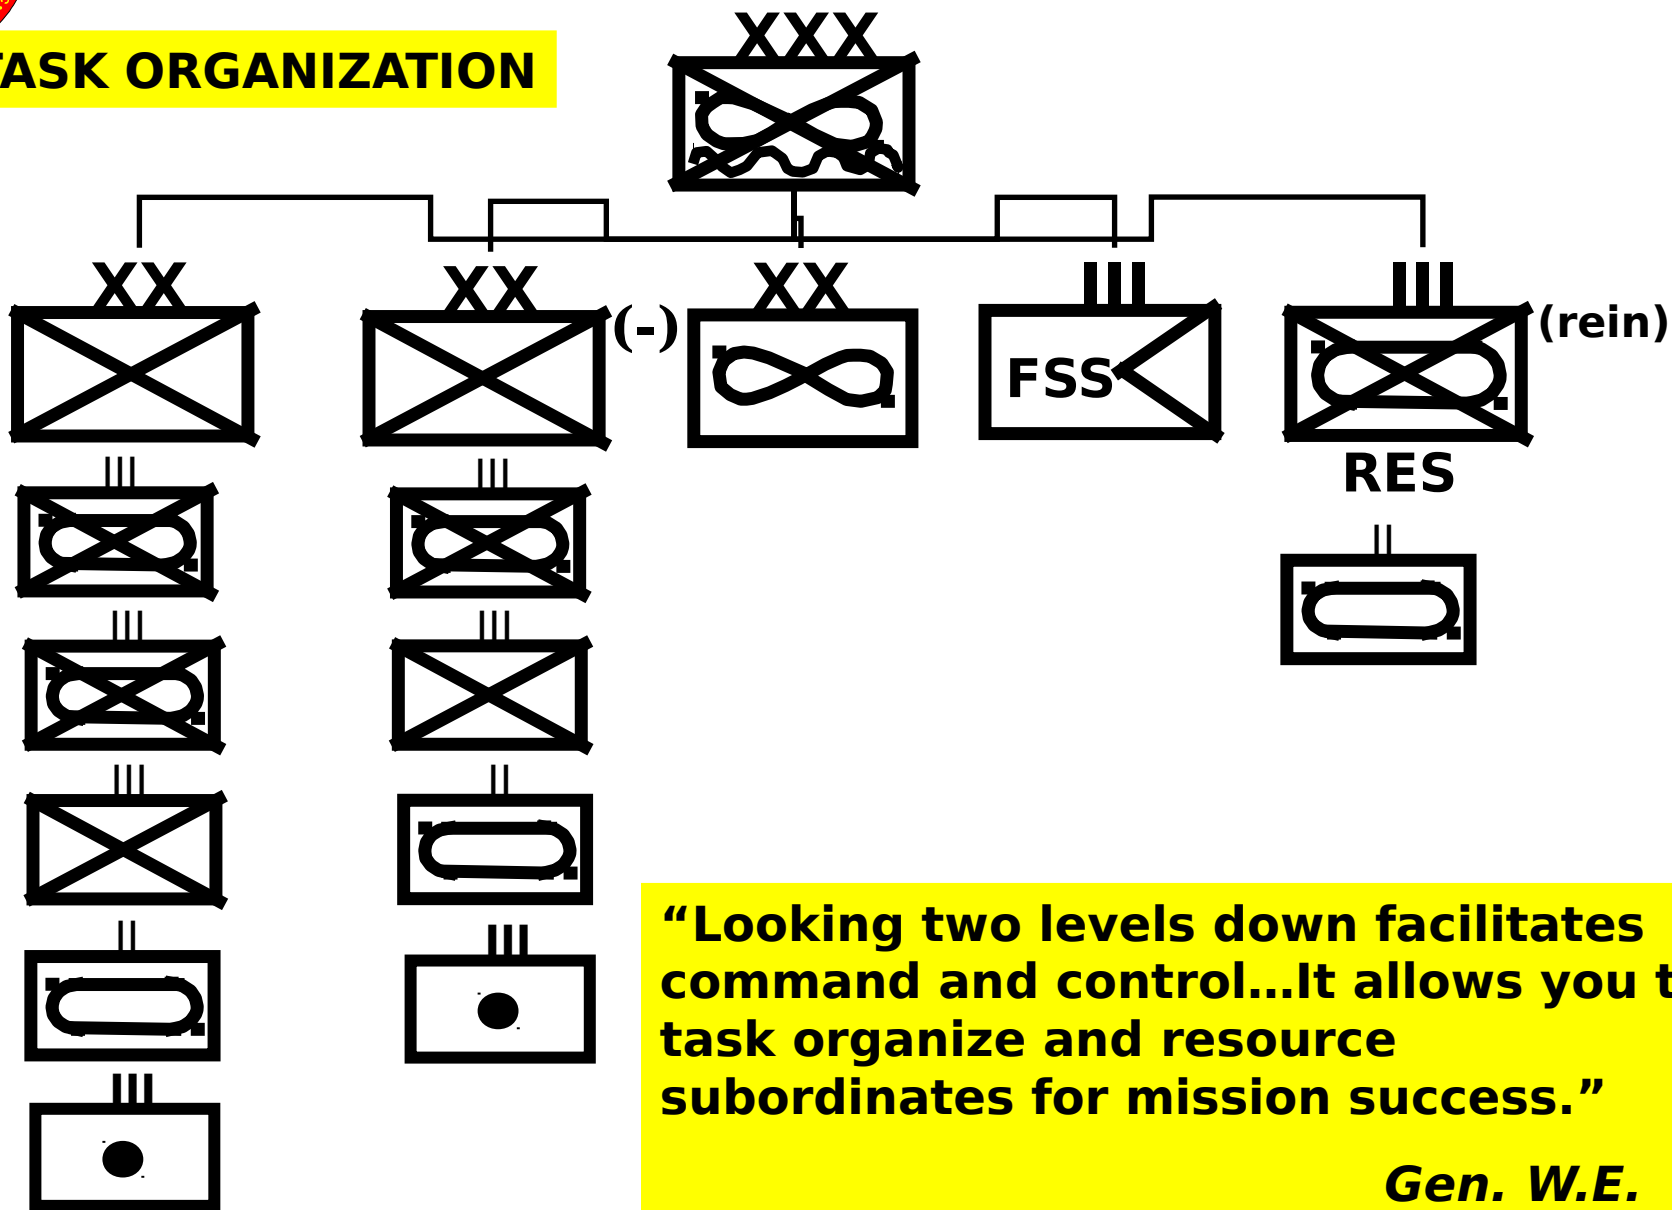 TASK ORGANIZATION
XXX
XX
XX
(-)
XX
III
III
(rein)
FSS
RES
III
III
II
III
III
III
II
II
III
III
“Looking two levels down facilitates
command and control…It allows you t
task organize and resource
subordinates for mission success.”
Gen. W.E.